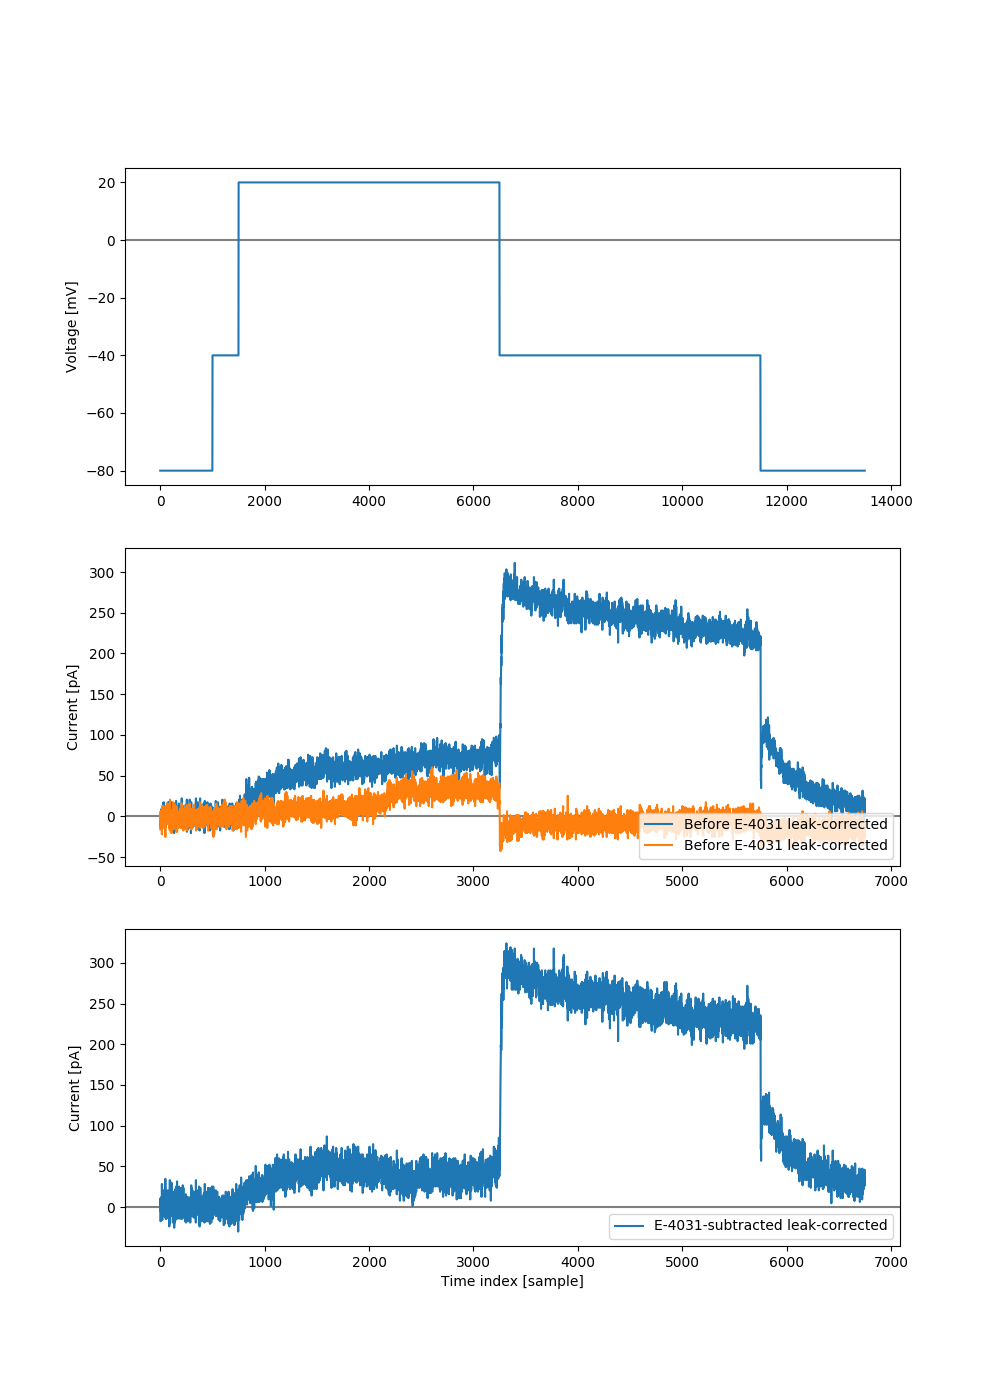 20
0
−20
−40
−60
−80
Voltage [mV]
0 2000 4000 6000 8000 10000 12000 14000
300
250
200
150
100
50
0
−50
Current [pA]
Before E-4031 leak-corrected
Before E-4031 leak-corrected
0 1000 2000 3000 4000 5000 6000 7000
300
250
200
150
100
50
0
Current [pA]
E-4031-subtracted leak-corrected
0 1000 2000 3000 4000 5000 6000 7000
Time index [sample]